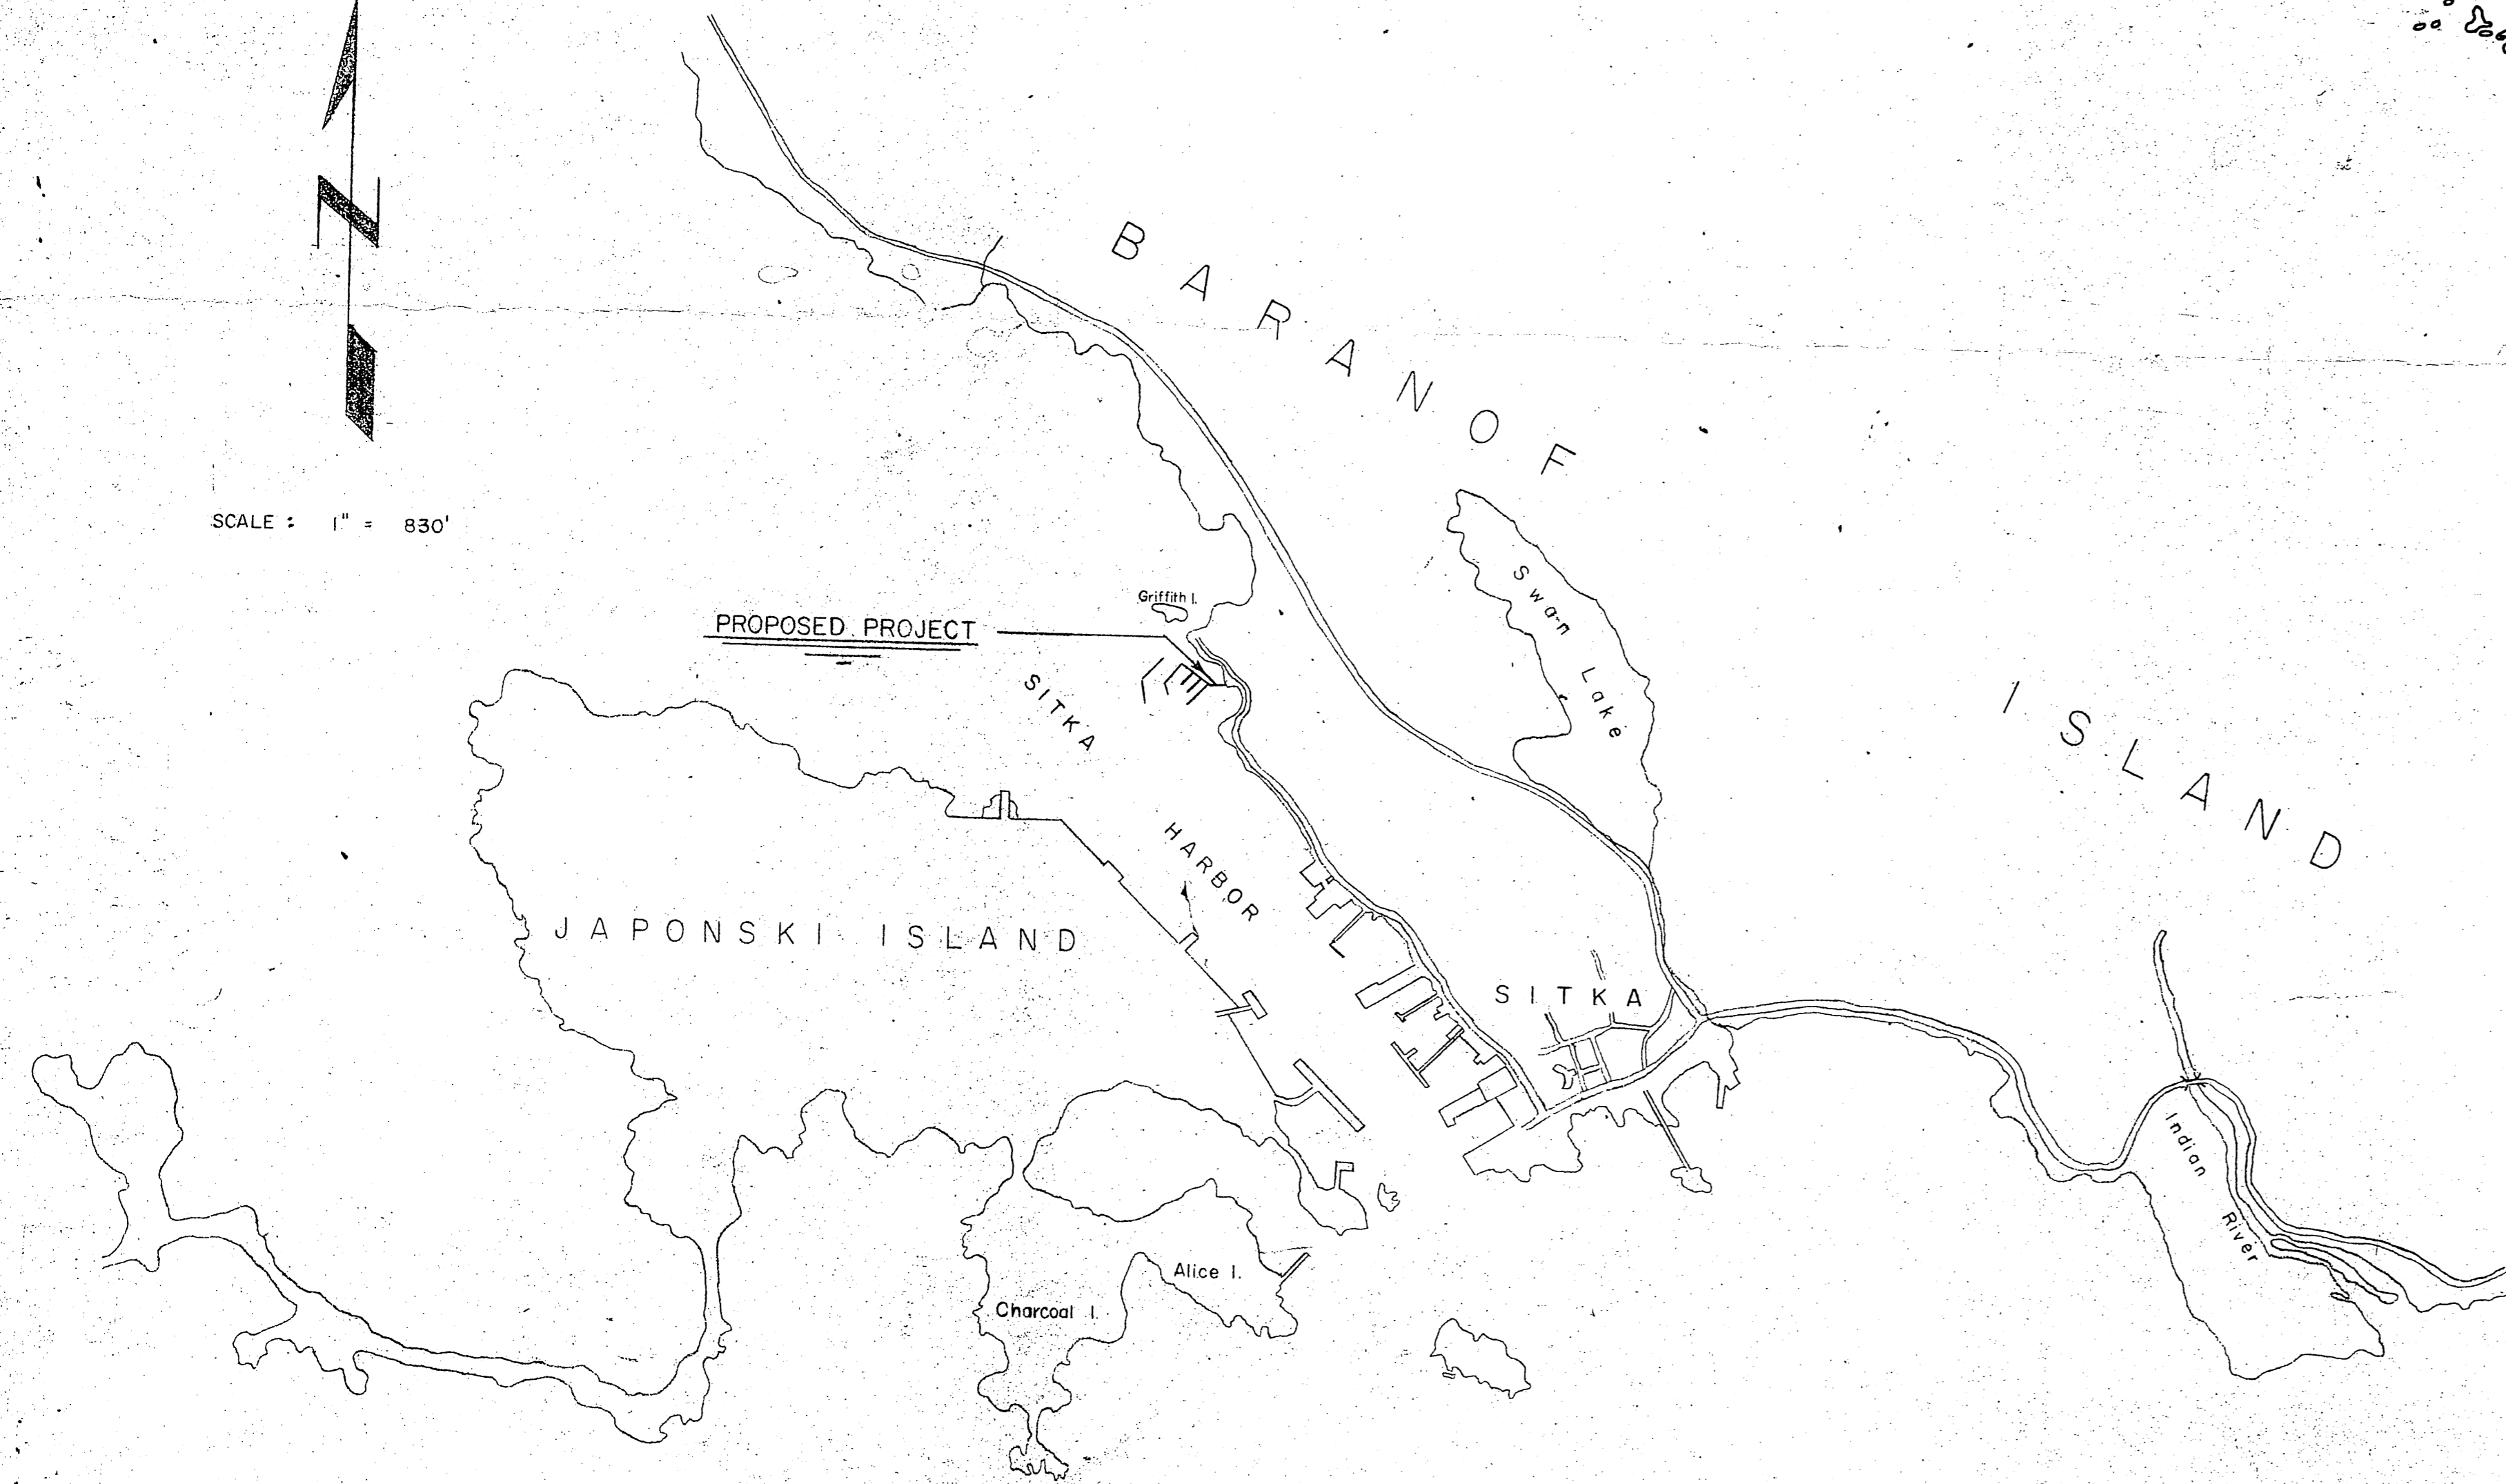 N
SCALE : 1" = 830'
BARANOF
ISLAND
Swan Lake
Griffith I.
PROPOSED PROJECT
SITKA
HARBOR
JAPONSKI ISLAND
SITKA
Indian
River
Alice I.
Charcoal I.